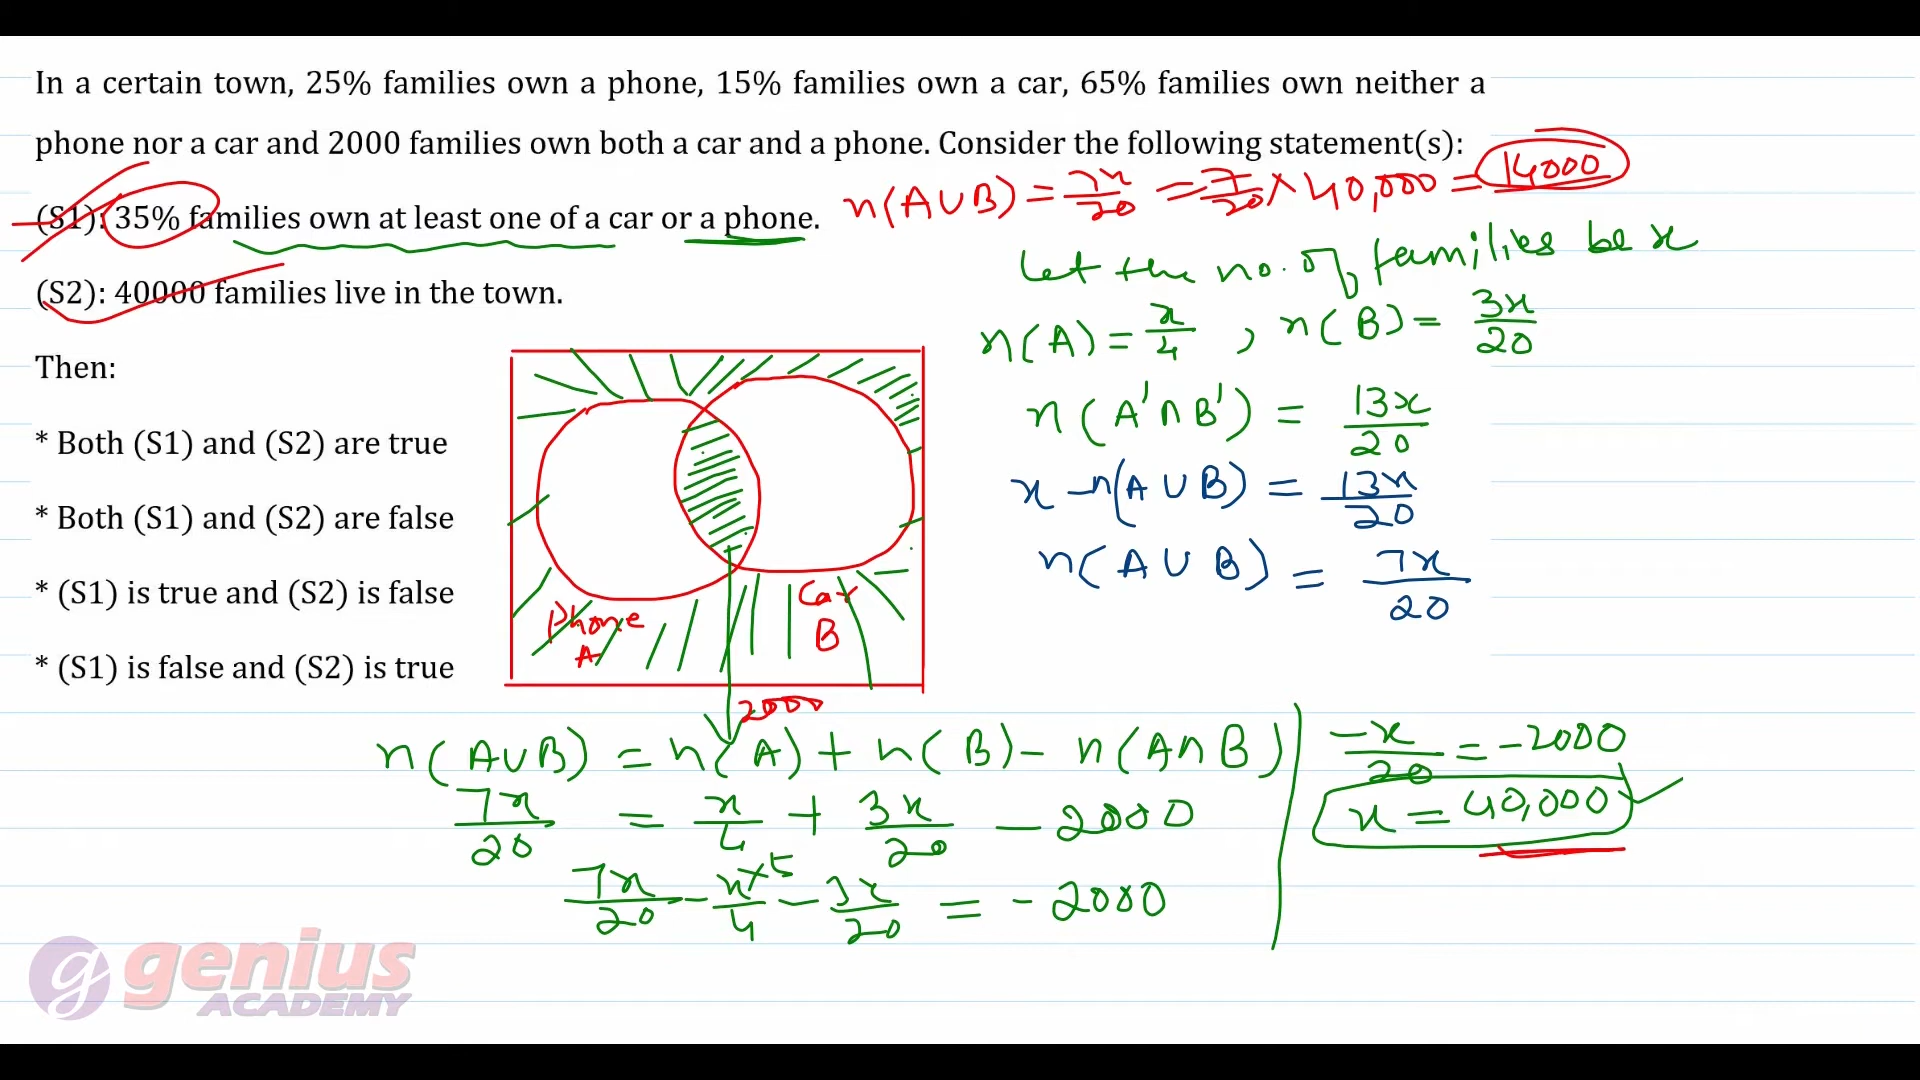 In a certain town, 25% families own a phone, 15% families own a car, 65% families own neither a
phone nor a car and 2000 families own both a car and a phone. Consider the following statement(s):
(S1): 35% families own at least one of a car or a phone.
n(A∪B) = 7x/20 = 7/20 × 40,000 = 14000
(S2): 40000 families live in the town.
Let the no. of families be x
n(A) = x/4 , n(B) = 3x/20
Then:
n(A'∩B') = 13x/20
* Both (S1) and (S2) are true
x - n(A∪B) = 13x/20
* Both (S1) and (S2) are false
n(A∪B) = 7x/20
* (S1) is true and (S2) is false
* (S1) is false and (S2) is true
Phone
A
Car
B
2000
n(A∪B) = n(A) + n(B) - n(A∩B)
7x/20 = x/4 + 3x/20 - 2000
7x/20 - x×5/4 - 3x/20 = -2000
-x/20 = -2000
x = 40,000
g genius
ACADEMY